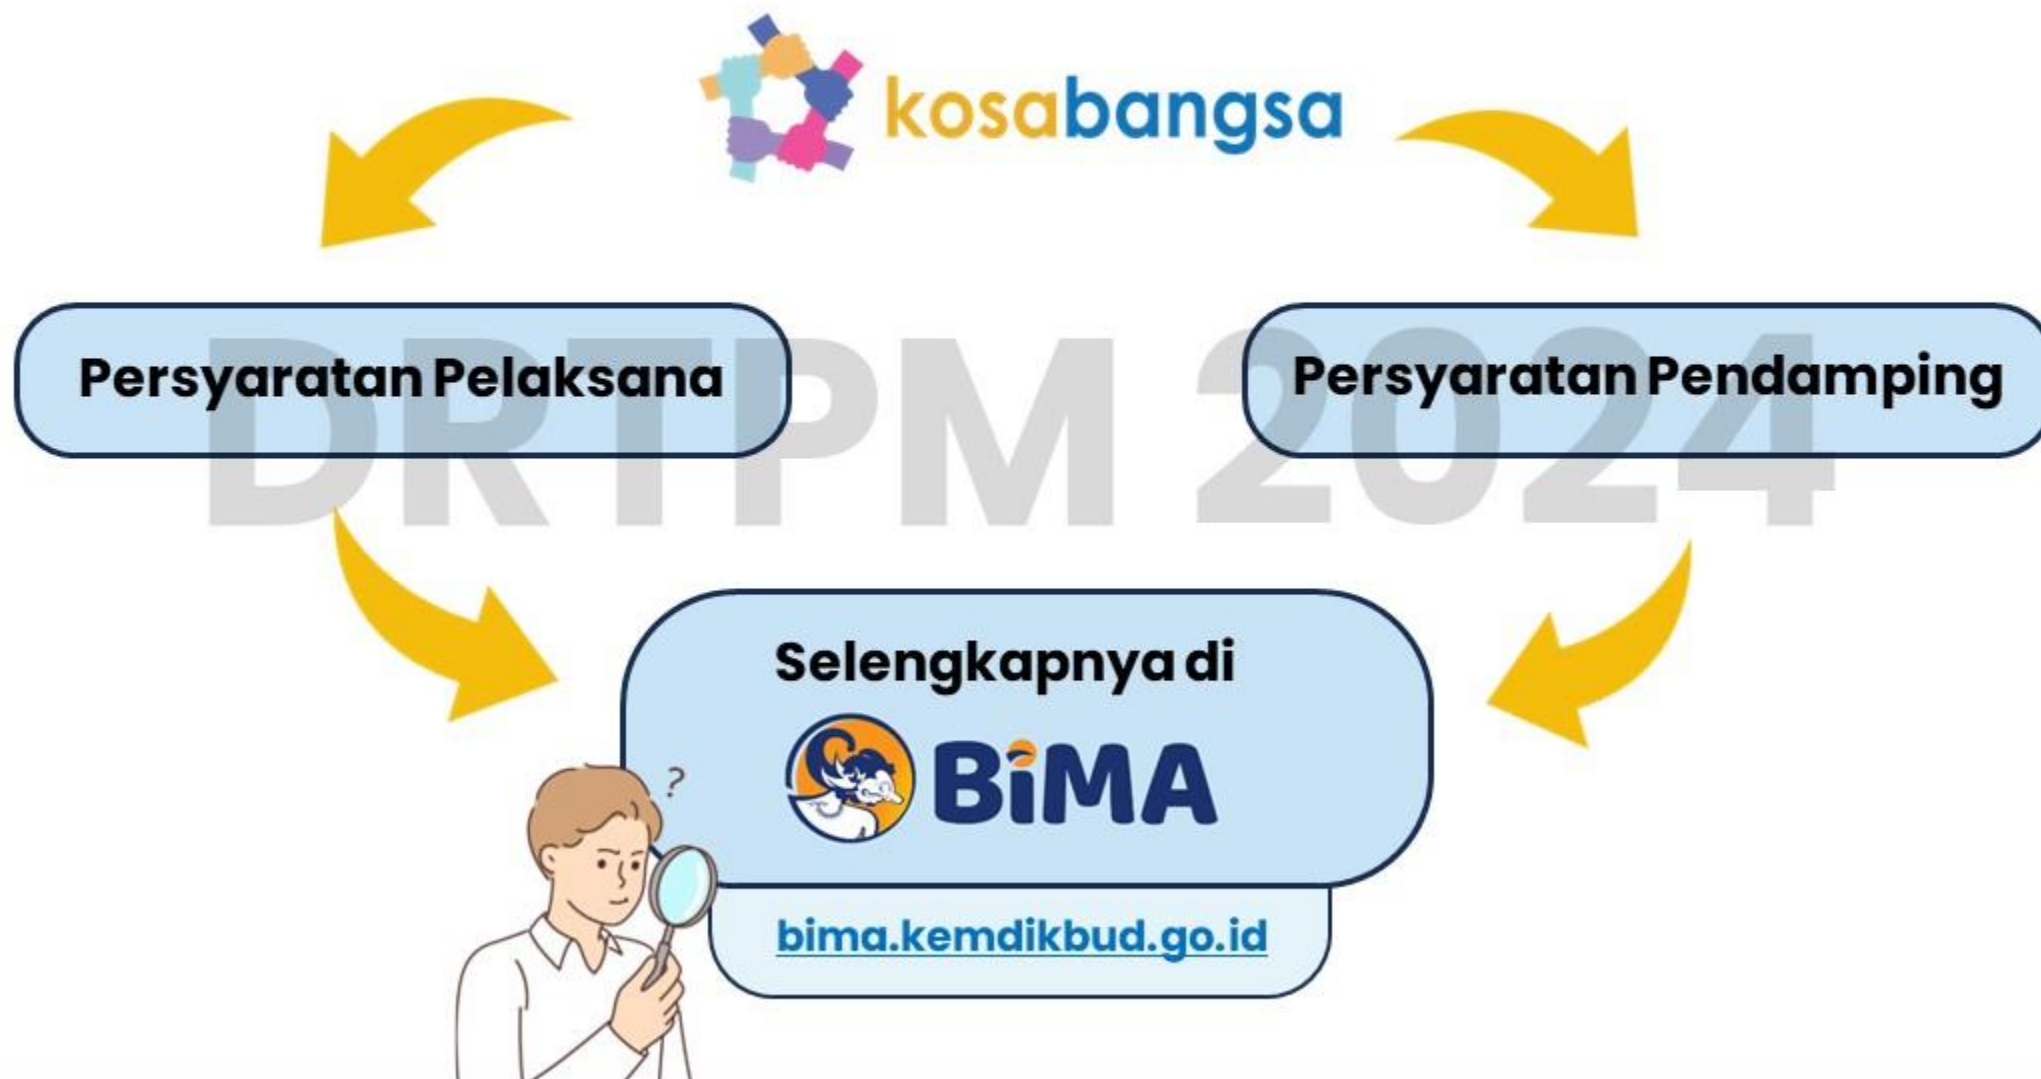 kosabangsa
Persyaratan Pelaksana
Persyaratan Pendamping
DRTPM 2024
Selengkapnya di
BiMA
?
bima.kemdikbud.go.id